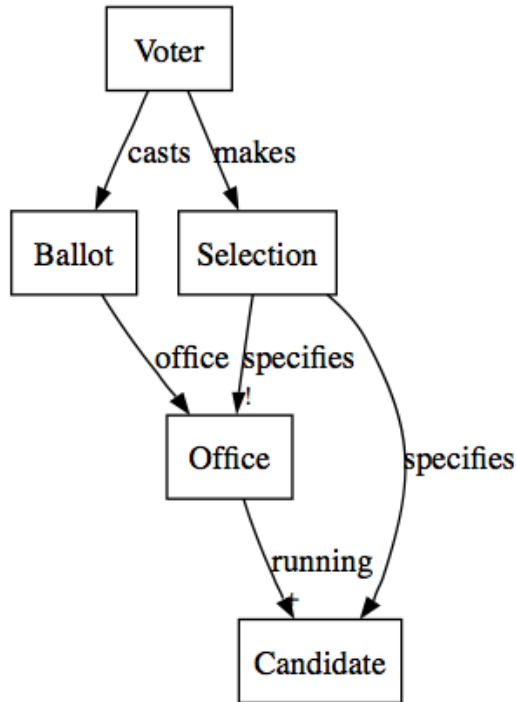 Voter
casts
makes
Ballot
Selection
office
specifies
!
Office
specifies
running
+
Candidate